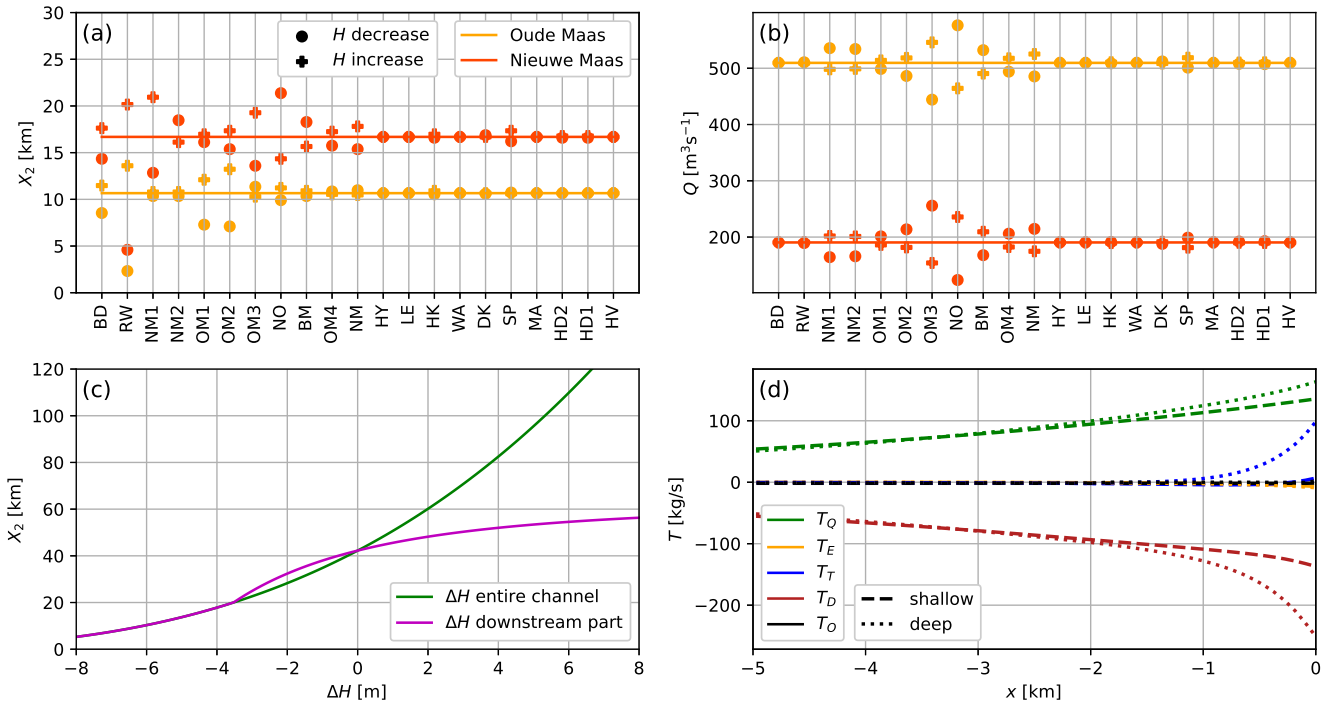 (a)
H decrease
H increase
Oude Maas
Nieuwe Maas
X₂ [km]
30
25
20
15
10
5
0
BD RW NM1 NM2 OM1 OM2 OM3 NO BM OM4 NM HY LE HK WA DK SP MA HD2 HD1 HV
(b)
Q [m³s⁻¹]
500
400
300
200
BD RW NM1 NM2 OM1 OM2 OM3 NO BM OM4 NM HY LE HK WA DK SP MA HD2 HD1 HV
(c)
X₂ [km]
120
100
80
60
40
20
0
ΔH entire channel
ΔH downstream part
−8 −6 −4 −2 0 2 4 6 8
ΔH [m]
(d)
T [kg/s]
100
0
−100
−200
T_Q
T_E
T_T
T_D
T_O
shallow
deep
−5 −4 −3 −2 −1 0
x [km]